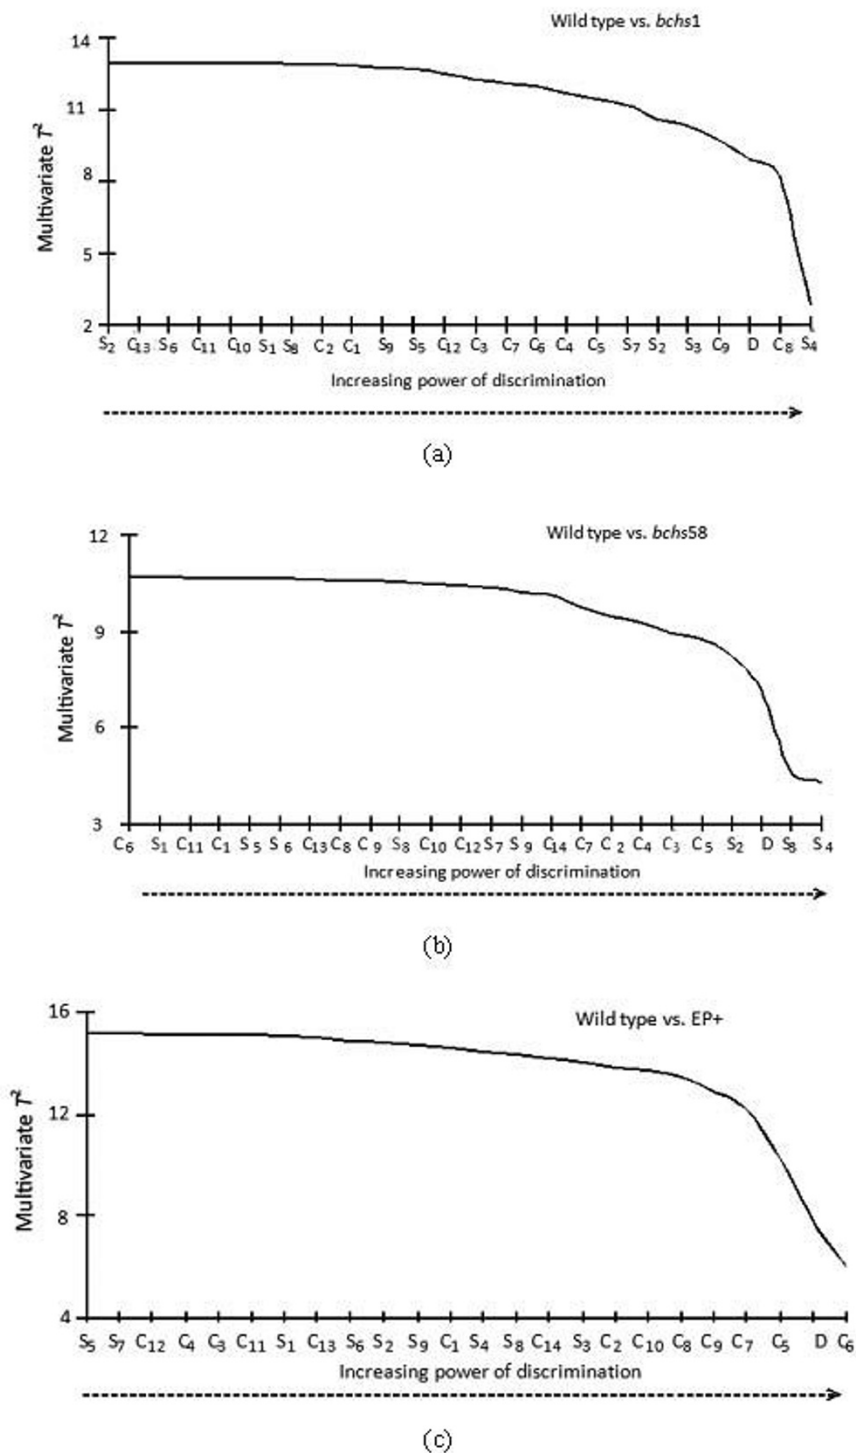 Wild type vs. bchs1
Multivariate T²
14
11
8
5
2
S₂ C₁₃ S₆ C₁₁ C₁₀ S₁ S₈ C₂ C₁ S₉ S₅ C₁₂ C₃ C₇ C₆ C₄ C₅ S₇ S₂ S₃ C₉ D C₈ S₄
Increasing power of discrimination
(a)
Wild type vs. bchs58
Multivariate T²
12
9
6
3
C₆ S₁ C₁₁ C₁ S₅ S₆ C₁₃ C₈ C₉ S₈ C₁₀ C₁₂ S₇ S₉ C₁₄ C₇ C₂ C₄ C₃ C₅ S₂ D S₈ S₄
Increasing power of discrimination
(b)
Wild type vs. EP+
Multivariate T²
16
12
8
4
S₅ S₇ C₁₂ C₄ C₃ C₁₁ S₁ C₁₃ S₆ S₂ S₉ C₁ S₄ S₈ C₁₄ S₃ C₂ C₁₀ C₈ C₉ C₇ C₅ D C₆
Increasing power of discrimination
(c)